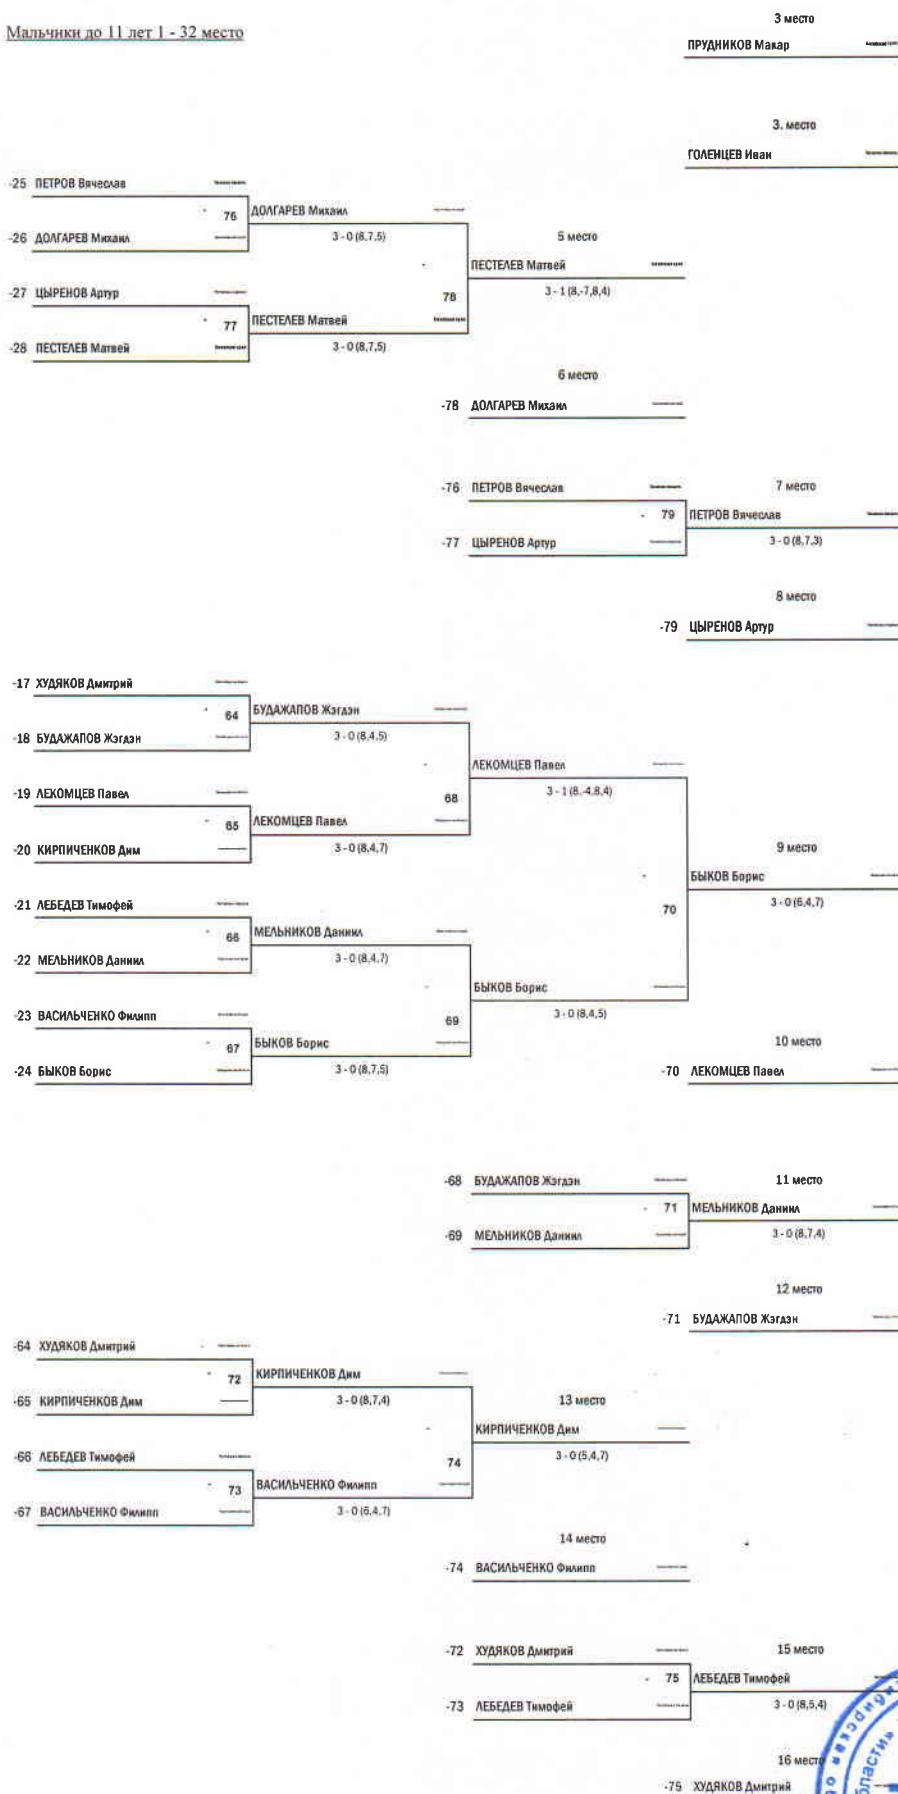 Мальчики до 11 лет 1 - 32 место
3 место
ПРУДНИКОВ Макар
3. место
ГОЛЕНЦЕВ Иван
-25 ПЕТРОВ Вячеслав
76 ДОЛГАРЕВ Михаил
-26 ДОЛГАРЕВ Михаил
3 - 0 (8,7,5)
5 место
ПЕСТЕЛЕВ Матвей
-27 ЦЫРЕНОВ Артур
78
3 - 1 (8,-7,8,4)
77 ПЕСТЕЛЕВ Матвей
-28 ПЕСТЕЛЕВ Матвей
3 - 0 (8,7,5)
6 место
-78 ДОЛГАРЕВ Михаил
-76 ПЕТРОВ Вячеслав
7 место
79 ПЕТРОВ Вячеслав
-77 ЦЫРЕНОВ Артур
3 - 0 (8,7,3)
8 место
-79 ЦЫРЕНОВ Артур
-17 ХУДЯКОВ Дмитрий
64 БУДАЖАПОВ Жэгдэн
-18 БУДАЖАПОВ Жэгдэн
3 - 0 (8,4,5)
ЛЕКОМЦЕВ Павел
-19 ЛЕКОМЦЕВ Павел
68
3 - 1 (8,-4,8,4)
65 ЛЕКОМЦЕВ Павел
-20 КИРПИЧЕНКОВ Дим
3 - 0 (8,4,7)
9 место
БЫКОВ Борис
-21 ЛЕБЕДЕВ Тимофей
70
3 - 0 (6,4,7)
66 МЕЛЬНИКОВ Даниил
-22 МЕЛЬНИКОВ Даниил
3 - 0 (8,4,7)
БЫКОВ Борис
-23 ВАСИЛЬЧЕНКО Филипп
69
3 - 0 (8,4,5)
67 БЫКОВ Борис
10 место
-24 БЫКОВ Борис
3 - 0 (8,7,5)
-70 ЛЕКОМЦЕВ Павел
-68 БУДАЖАПОВ Жэгдэн
11 место
71 МЕЛЬНИКОВ Даниил
-69 МЕЛЬНИКОВ Даниил
3 - 0 (8,7,4)
12 место
-71 БУДАЖАПОВ Жэгдэн
-64 ХУДЯКОВ Дмитрий
72 КИРПИЧЕНКОВ Дим
-65 КИРПИЧЕНКОВ Дим
3 - 0 (8,7,4)
13 место
КИРПИЧЕНКОВ Дим
-66 ЛЕБЕДЕВ Тимофей
74
3 - 0 (5,4,7)
73 ВАСИЛЬЧЕНКО Филипп
-67 ВАСИЛЬЧЕНКО Филипп
3 - 0 (6,4,7)
14 место
-74 ВАСИЛЬЧЕНКО Филипп
-72 ХУДЯКОВ Дмитрий
15 место
75 ЛЕБЕДЕВ Тимофей
-73 ЛЕБЕДЕВ Тимофей
3 - 0 (8,5,4)
16 место
-75 ХУДЯКОВ Дмитрий